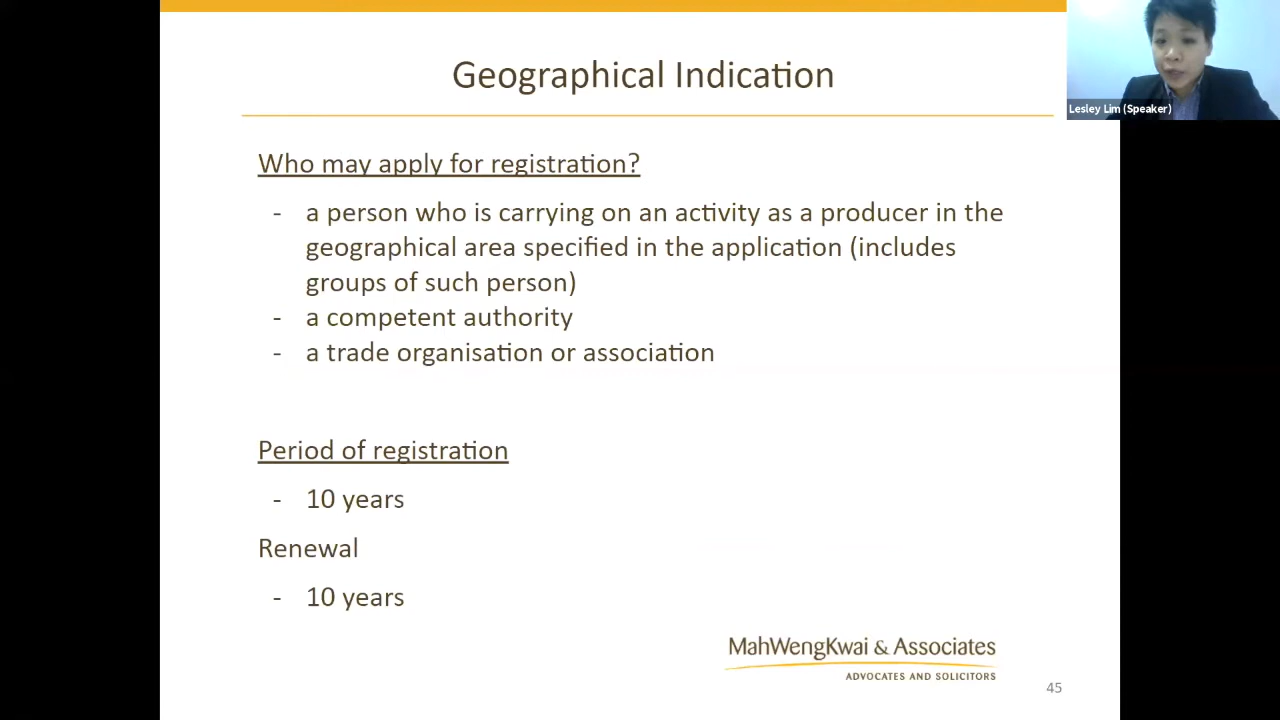 Geographical Indication
Lesley Lim (Speaker)
Who may apply for registration?
- a person who is carrying on an activity as a producer in the
geographical area specified in the application (includes
groups of such person)
- a competent authority
- a trade organisation or association
Period of registration
- 10 years
Renewal
- 10 years
MahWengKwai & Associates
ADVOCATES AND SOLICITORS
45